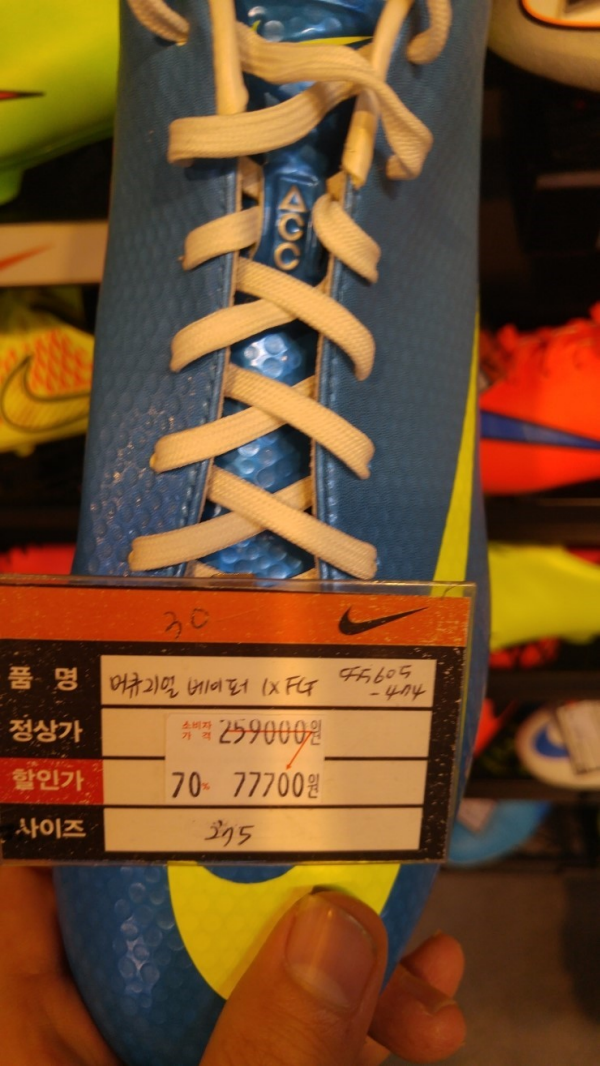 ACC
30
품 명 머큐리얼 베이퍼 IX FG 555605
-474
정상가 소비자
가 격 259000원
할인가 70% 77700원
사이즈 275